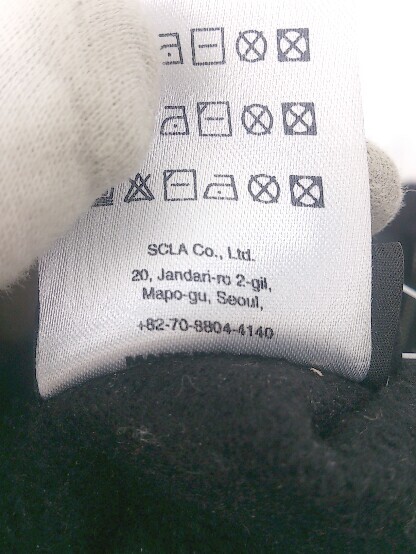 SCLA Co., Ltd.
20, Jandari-ro 2-gil,
Mapo-gu, Seoul,
+82-70-8804-4140